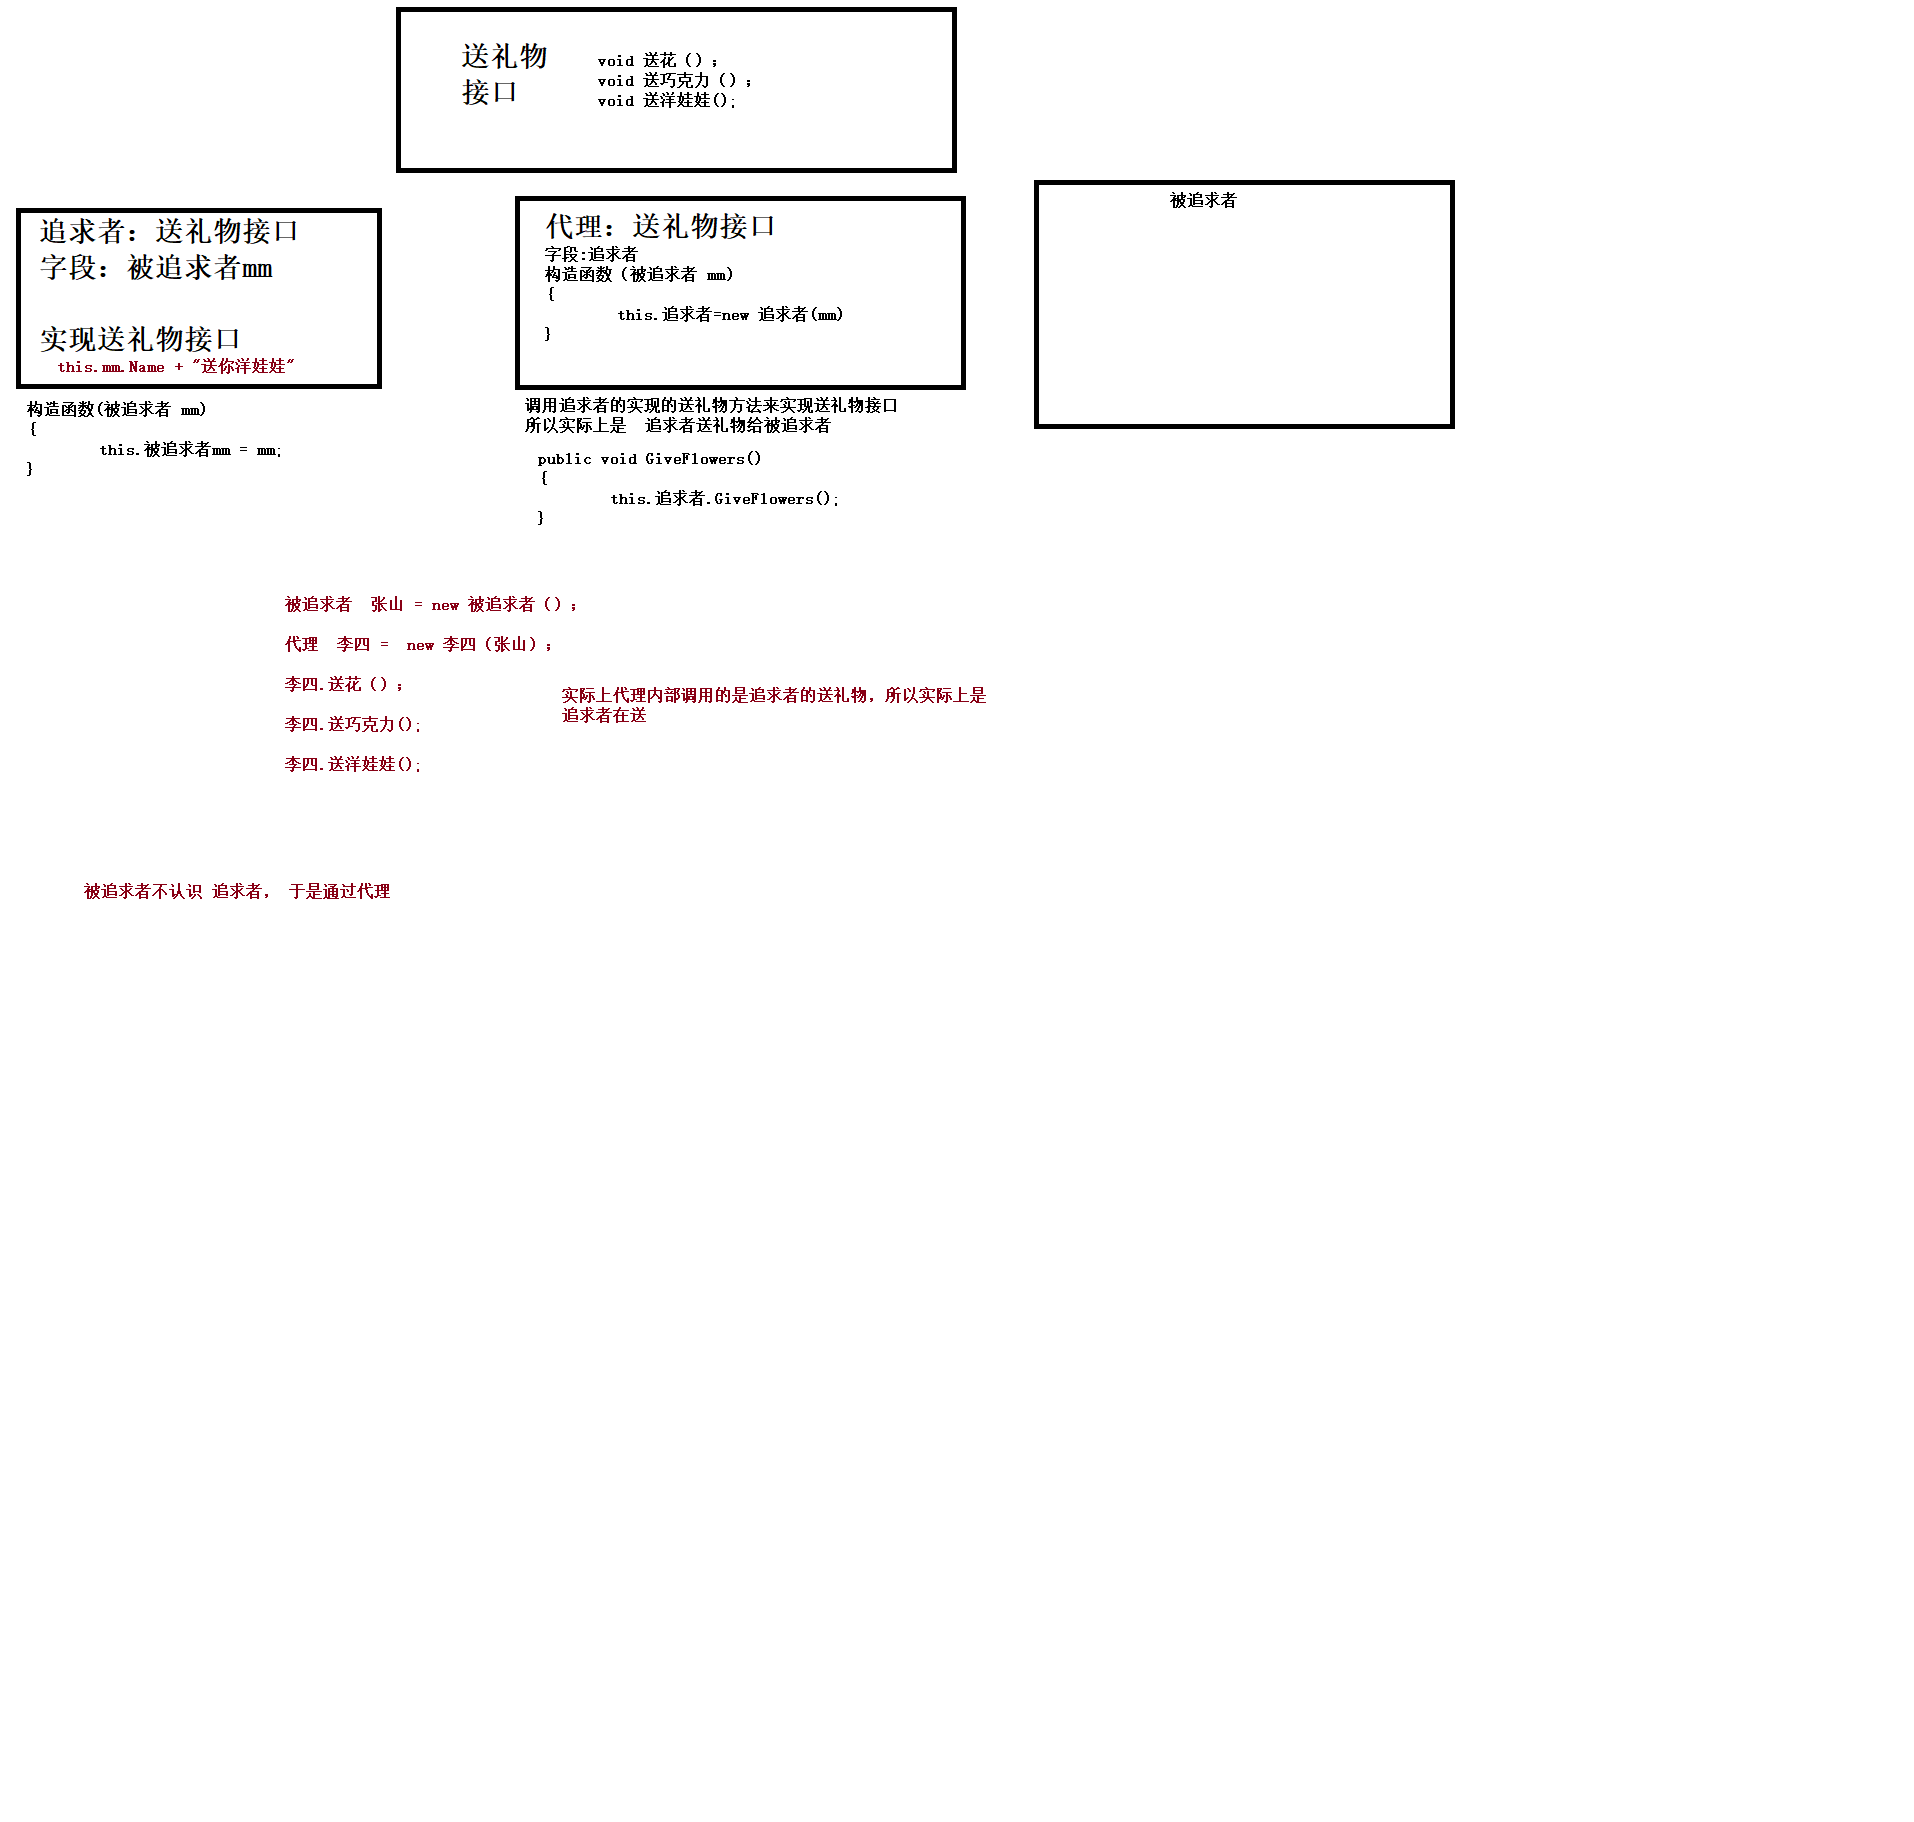 送礼物
接口
void 送花（）；
void 送巧克力（）；
void 送洋娃娃();
追求者：送礼物接口
字段：被追求者mm
实现送礼物接口
this.mm.Name + "送你洋娃娃"
构造函数(被追求者 mm)
{
this.被追求者mm = mm;
}
代理：送礼物接口
字段:追求者
构造函数（被追求者 mm)
{
this.追求者=new 追求者(mm)
}
调用追求者的实现的送礼物方法来实现送礼物接口
所以实际上是 追求者送礼物给被追求者
public void GiveFlowers()
{
this.追求者.GiveFlowers();
}
被追求者
被追求者 张山 = new 被追求者（）；
代理 李四 = new 李四（张山）；
李四.送花（）；
李四.送巧克力();
李四.送洋娃娃();
实际上代理内部调用的是追求者的送礼物，所以实际上是
追求者在送
被追求者不认识 追求者， 于是通过代理